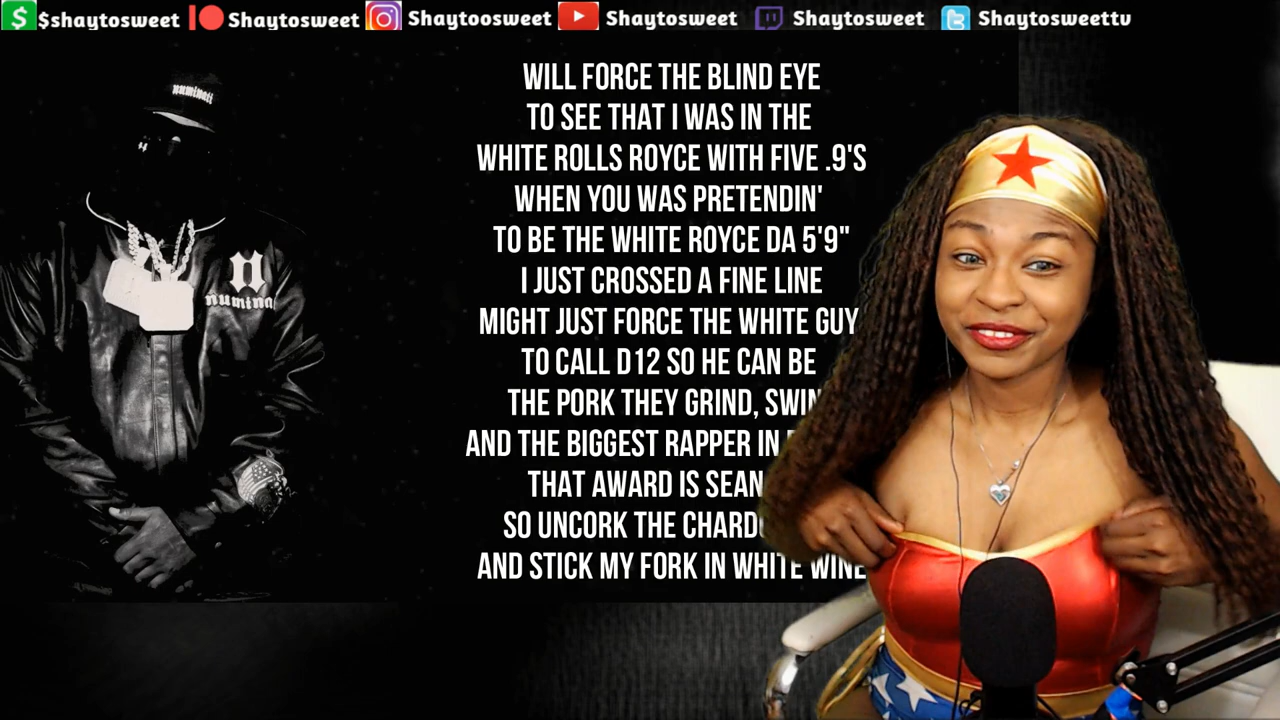 $shaytosweet Shaytosweet Shaytoosweet Shaytosweet Shaytosweet Shaytosweettv
numinati
WILL FORCE THE BLIND EYE
TO SEE THAT I WAS IN THE
WHITE ROLLS ROYCE WITH FIVE .9'S
WHEN YOU WAS PRETENDIN'
TO BE THE WHITE ROYCE DA 5'9"
n
I JUST CROSSED A FINE LINE
numina
MIGHT JUST FORCE THE WHITE GUY
TO CALL D12 SO HE CAN BE
THE PORK THEY GRIND,
AND THE BIGGEST RAPPER IN
THAT AWARD IS SEAN
SO UNCORK THE
AND STICK MY FORK IN WHITE WINE